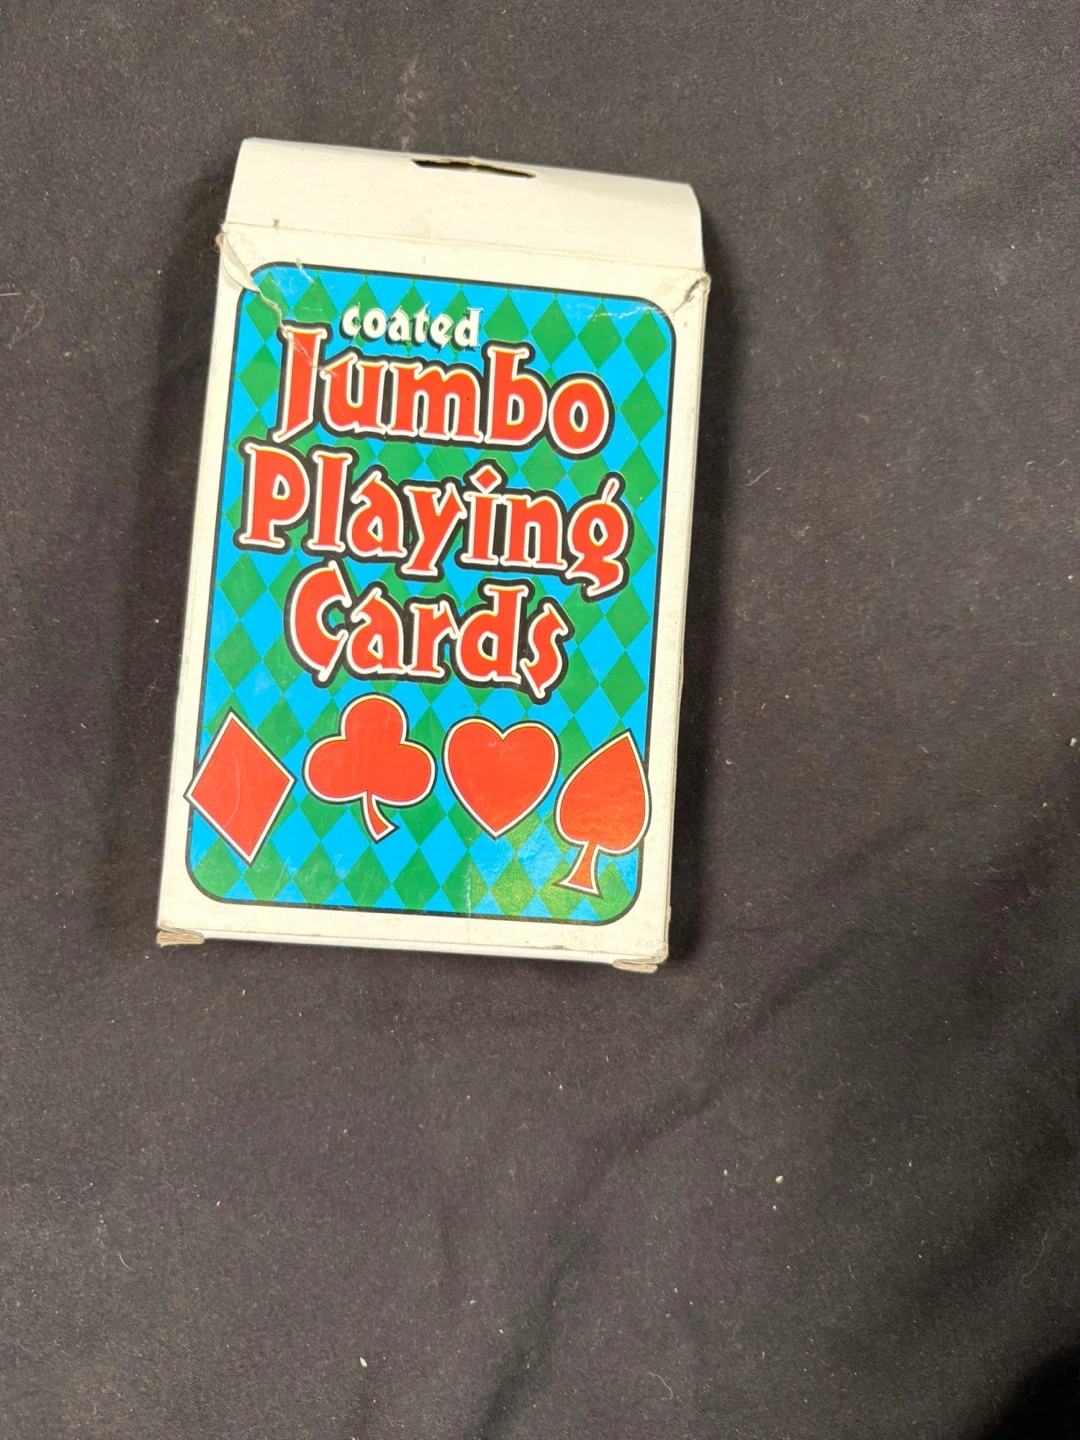 coated
Jumbo
Playing
Cards